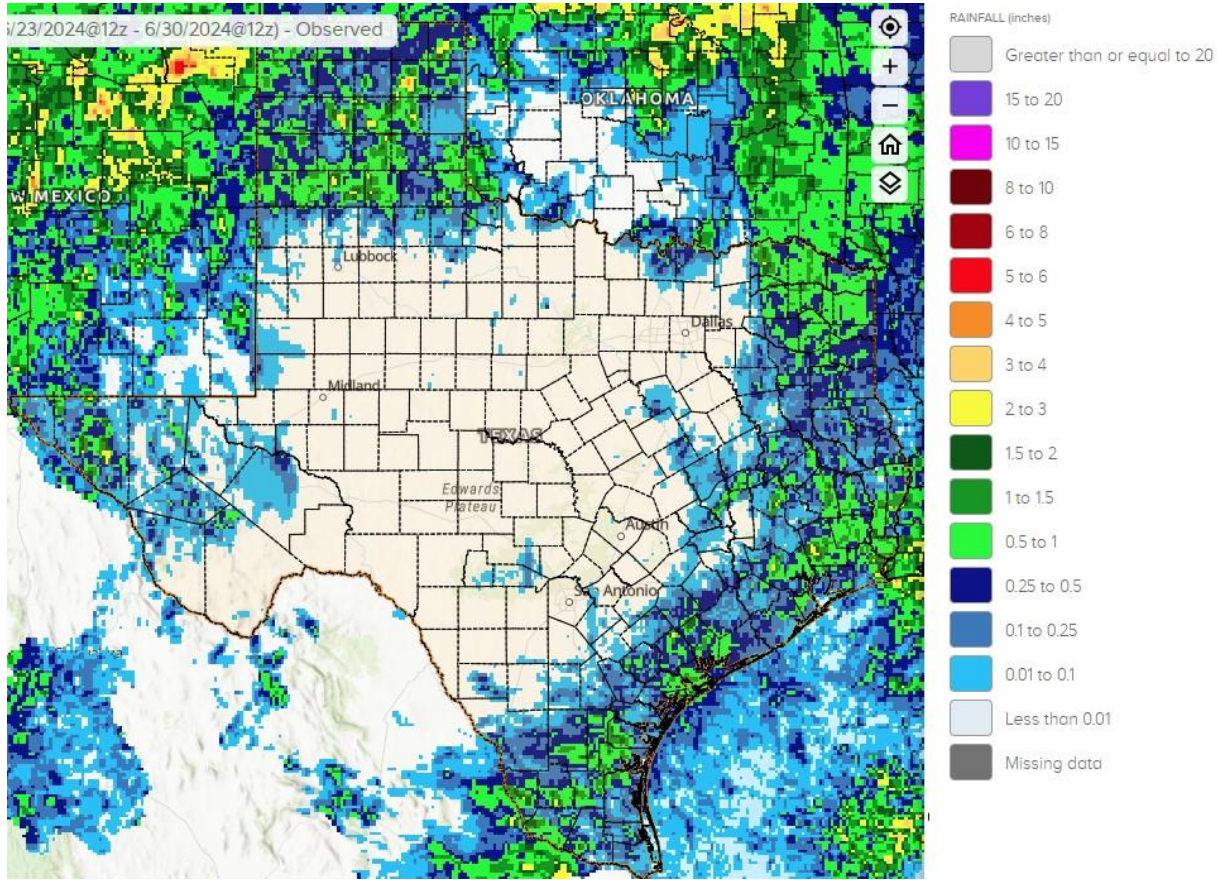 6/23/2024@12z - 6/30/2024@12z) - Observed
OKLAHOMA
W MEXICO
Lubbock
Dallas
Midland
TEXAS
Edwards
Plateau
Austin
San Antonio
RAINFALL (inches)
Greater than or equal to 20
15 to 20
10 to 15
8 to 10
6 to 8
5 to 6
4 to 5
3 to 4
2 to 3
1.5 to 2
1 to 1.5
0.5 to 1
0.25 to 0.5
0.1 to 0.25
0.01 to 0.1
Less than 0.01
Missing data